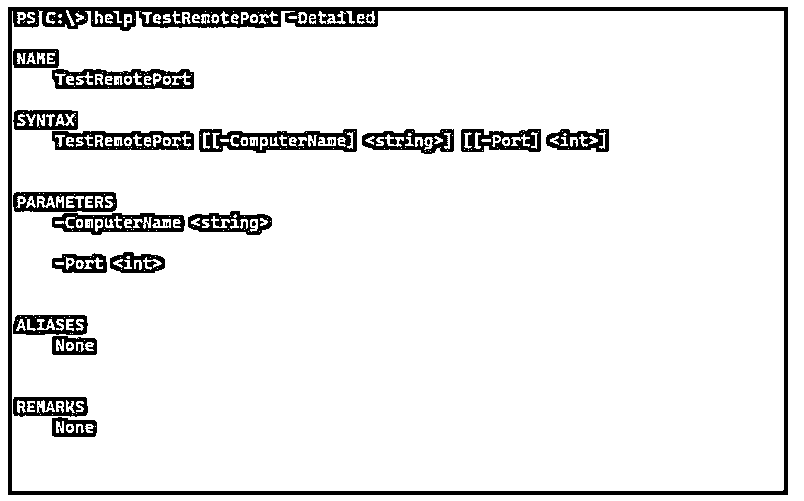 PS C:\> help TestRemotePort -Detailed
NAME
TestRemotePort
SYNTAX
TestRemotePort [[-ComputerName] <string>] [[-Port] <int>]
PARAMETERS
-ComputerName <string>
-Port <int>
ALIASES
None
REMARKS
None